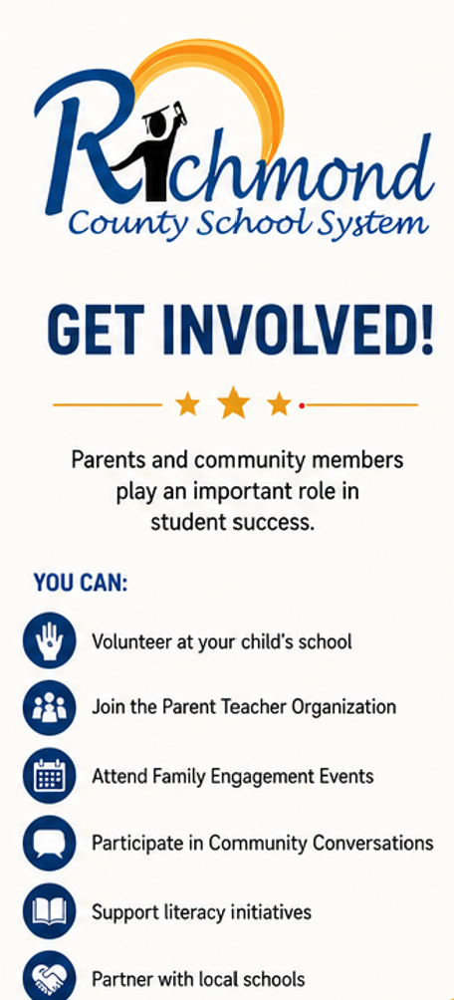 Richmond
County School System
GET INVOLVED!
Parents and community members
play an important role in
student success.
YOU CAN:
Volunteer at your child's school
Join the Parent Teacher Organization
Attend Family Engagement Events
Participate in Community Conversations
Support literacy initiatives
Partner with local schools